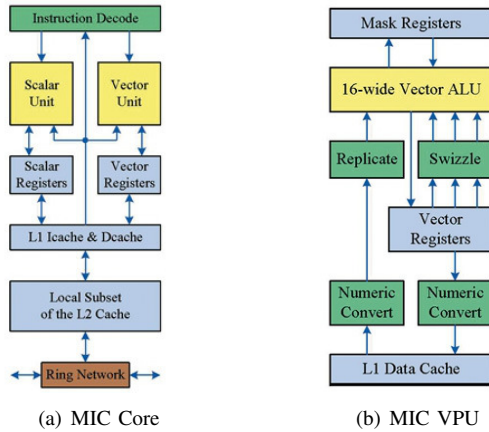 Instruction Decode
Scalar
Unit
Vector
Unit
Scalar
Registers
Vector
Registers
L1 Icache & Dcache
Local Subset
of the L2 Cache
Ring Network
(a) MIC Core
Mask Registers
16-wide Vector ALU
Replicate
Swizzle
Vector
Registers
Numeric
Convert
Numeric
Convert
L1 Data Cache
(b) MIC VPU